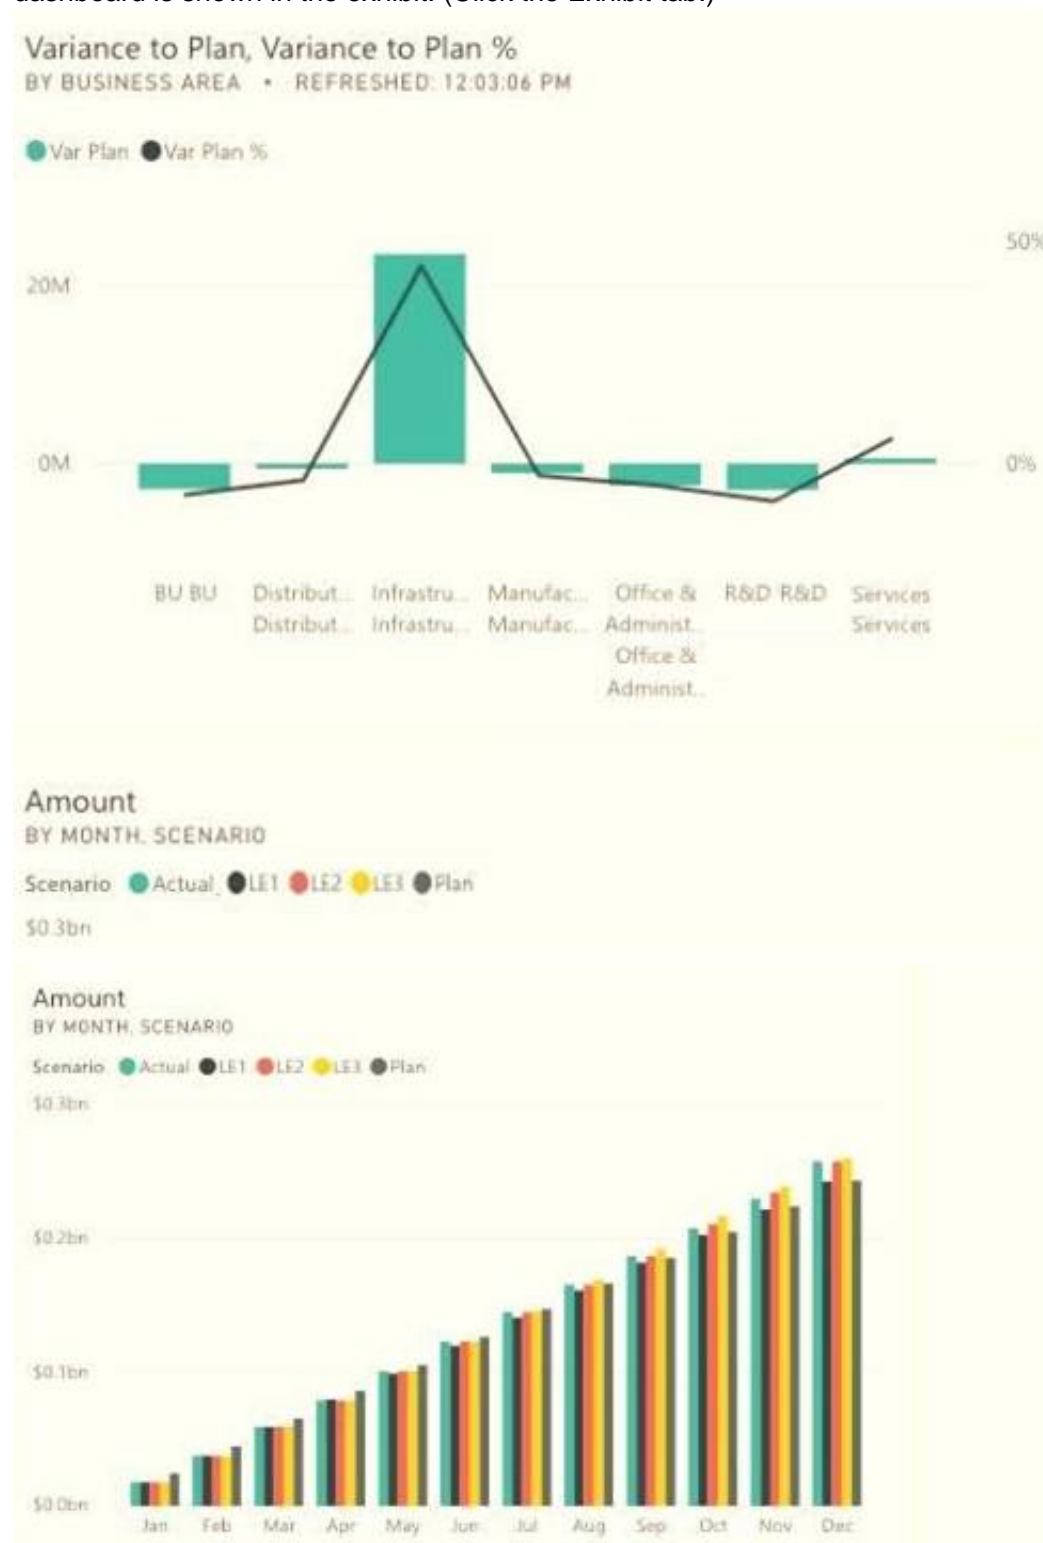 dashboard is shown in the exhibit. (Click the Exhibit tab.)
Variance to Plan, Variance to Plan %
BY BUSINESS AREA • REFRESHED: 12:03:06 PM
Var Plan Var Plan %
50%
20M
0M
0%
BU BU Distribut... Infrastru... Manufac... Office & R&D R&D Services
Distribut... Infrastru... Manufac... Administ... Services
Office &
Administ...
Amount
BY MONTH, SCENARIO
Scenario Actual LE1 LE2 LE3 Plan
$0.3bn
Amount
BY MONTH, SCENARIO
Scenario Actual LE1 LE2 LE3 Plan
$0.3bn
$0.2bn
$0.1bn
$0.0bn
Jan Feb Mar Apr May Jun Jul Aug Sep Oct Nov Dec